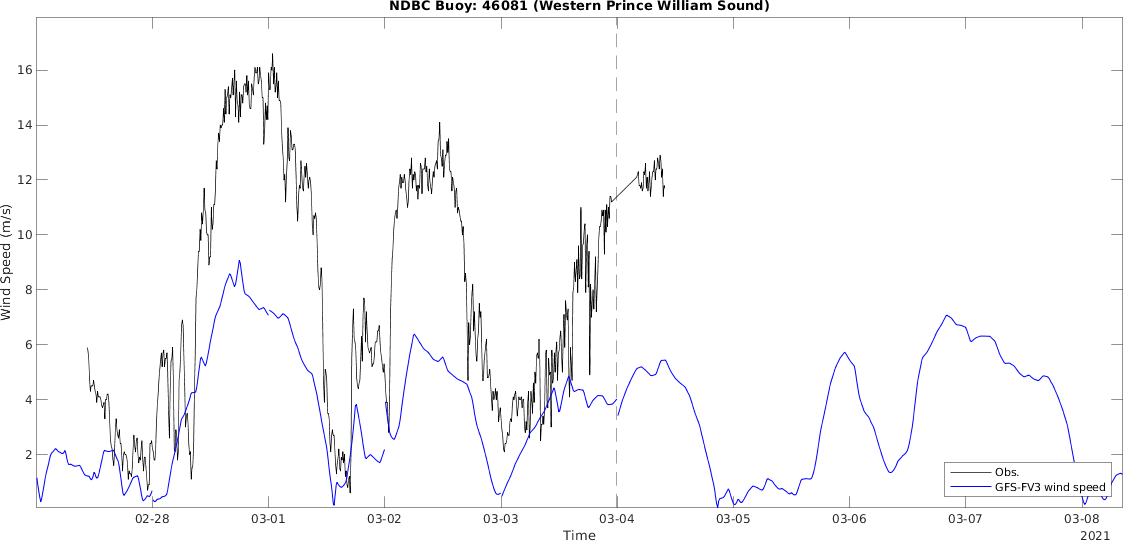 NDBC Buoy: 46081 (Western Prince William Sound)
16
14
12
10
8
6
4
2
Wind Speed (m/s)
Obs.
GFS-FV3 wind speed
02-28 03-01 03-02 03-03 03-04 03-05 03-06 03-07 03-08
Time
2021